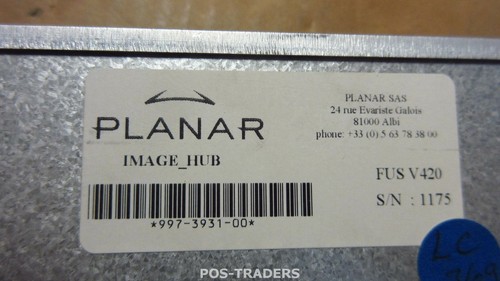 PLANAR
IMAGE_HUB
*997-3931-00*
PLANAR SAS
24 rue Evariste Galois
81000 Albi
phone: +33 (0) 5 63 78 38 00
FUS V420
S/N : 1175
LC
POS-TRADERS